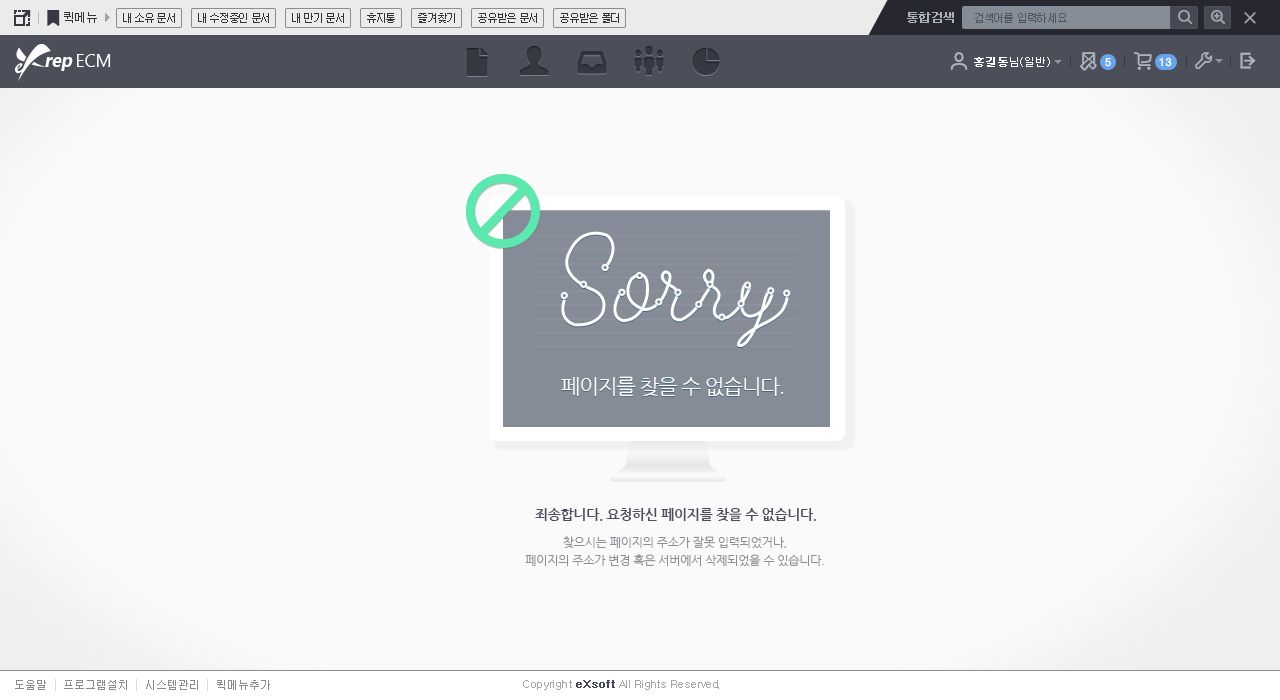 퀵메뉴 내 소유 문서 내 수정중인 문서 내 만기 문서 휴지통 즐겨찾기 공유받은 문서 공유받은 폴더 통합검색 검색어를 입력하세요
Xrep ECM 홍길동님(일반) 5 13
Sorry
페이지를 찾을 수 없습니다.
죄송합니다. 요청하신 페이지를 찾을 수 없습니다.
찾으시는 페이지의 주소가 잘못 입력되었거나,
페이지의 주소가 변경 혹은 서버에서 삭제되었을 수 있습니다.
도움말 프로그램설치 시스템관리 퀵메뉴추가 Copyright eXsoft All Rights Reserved.